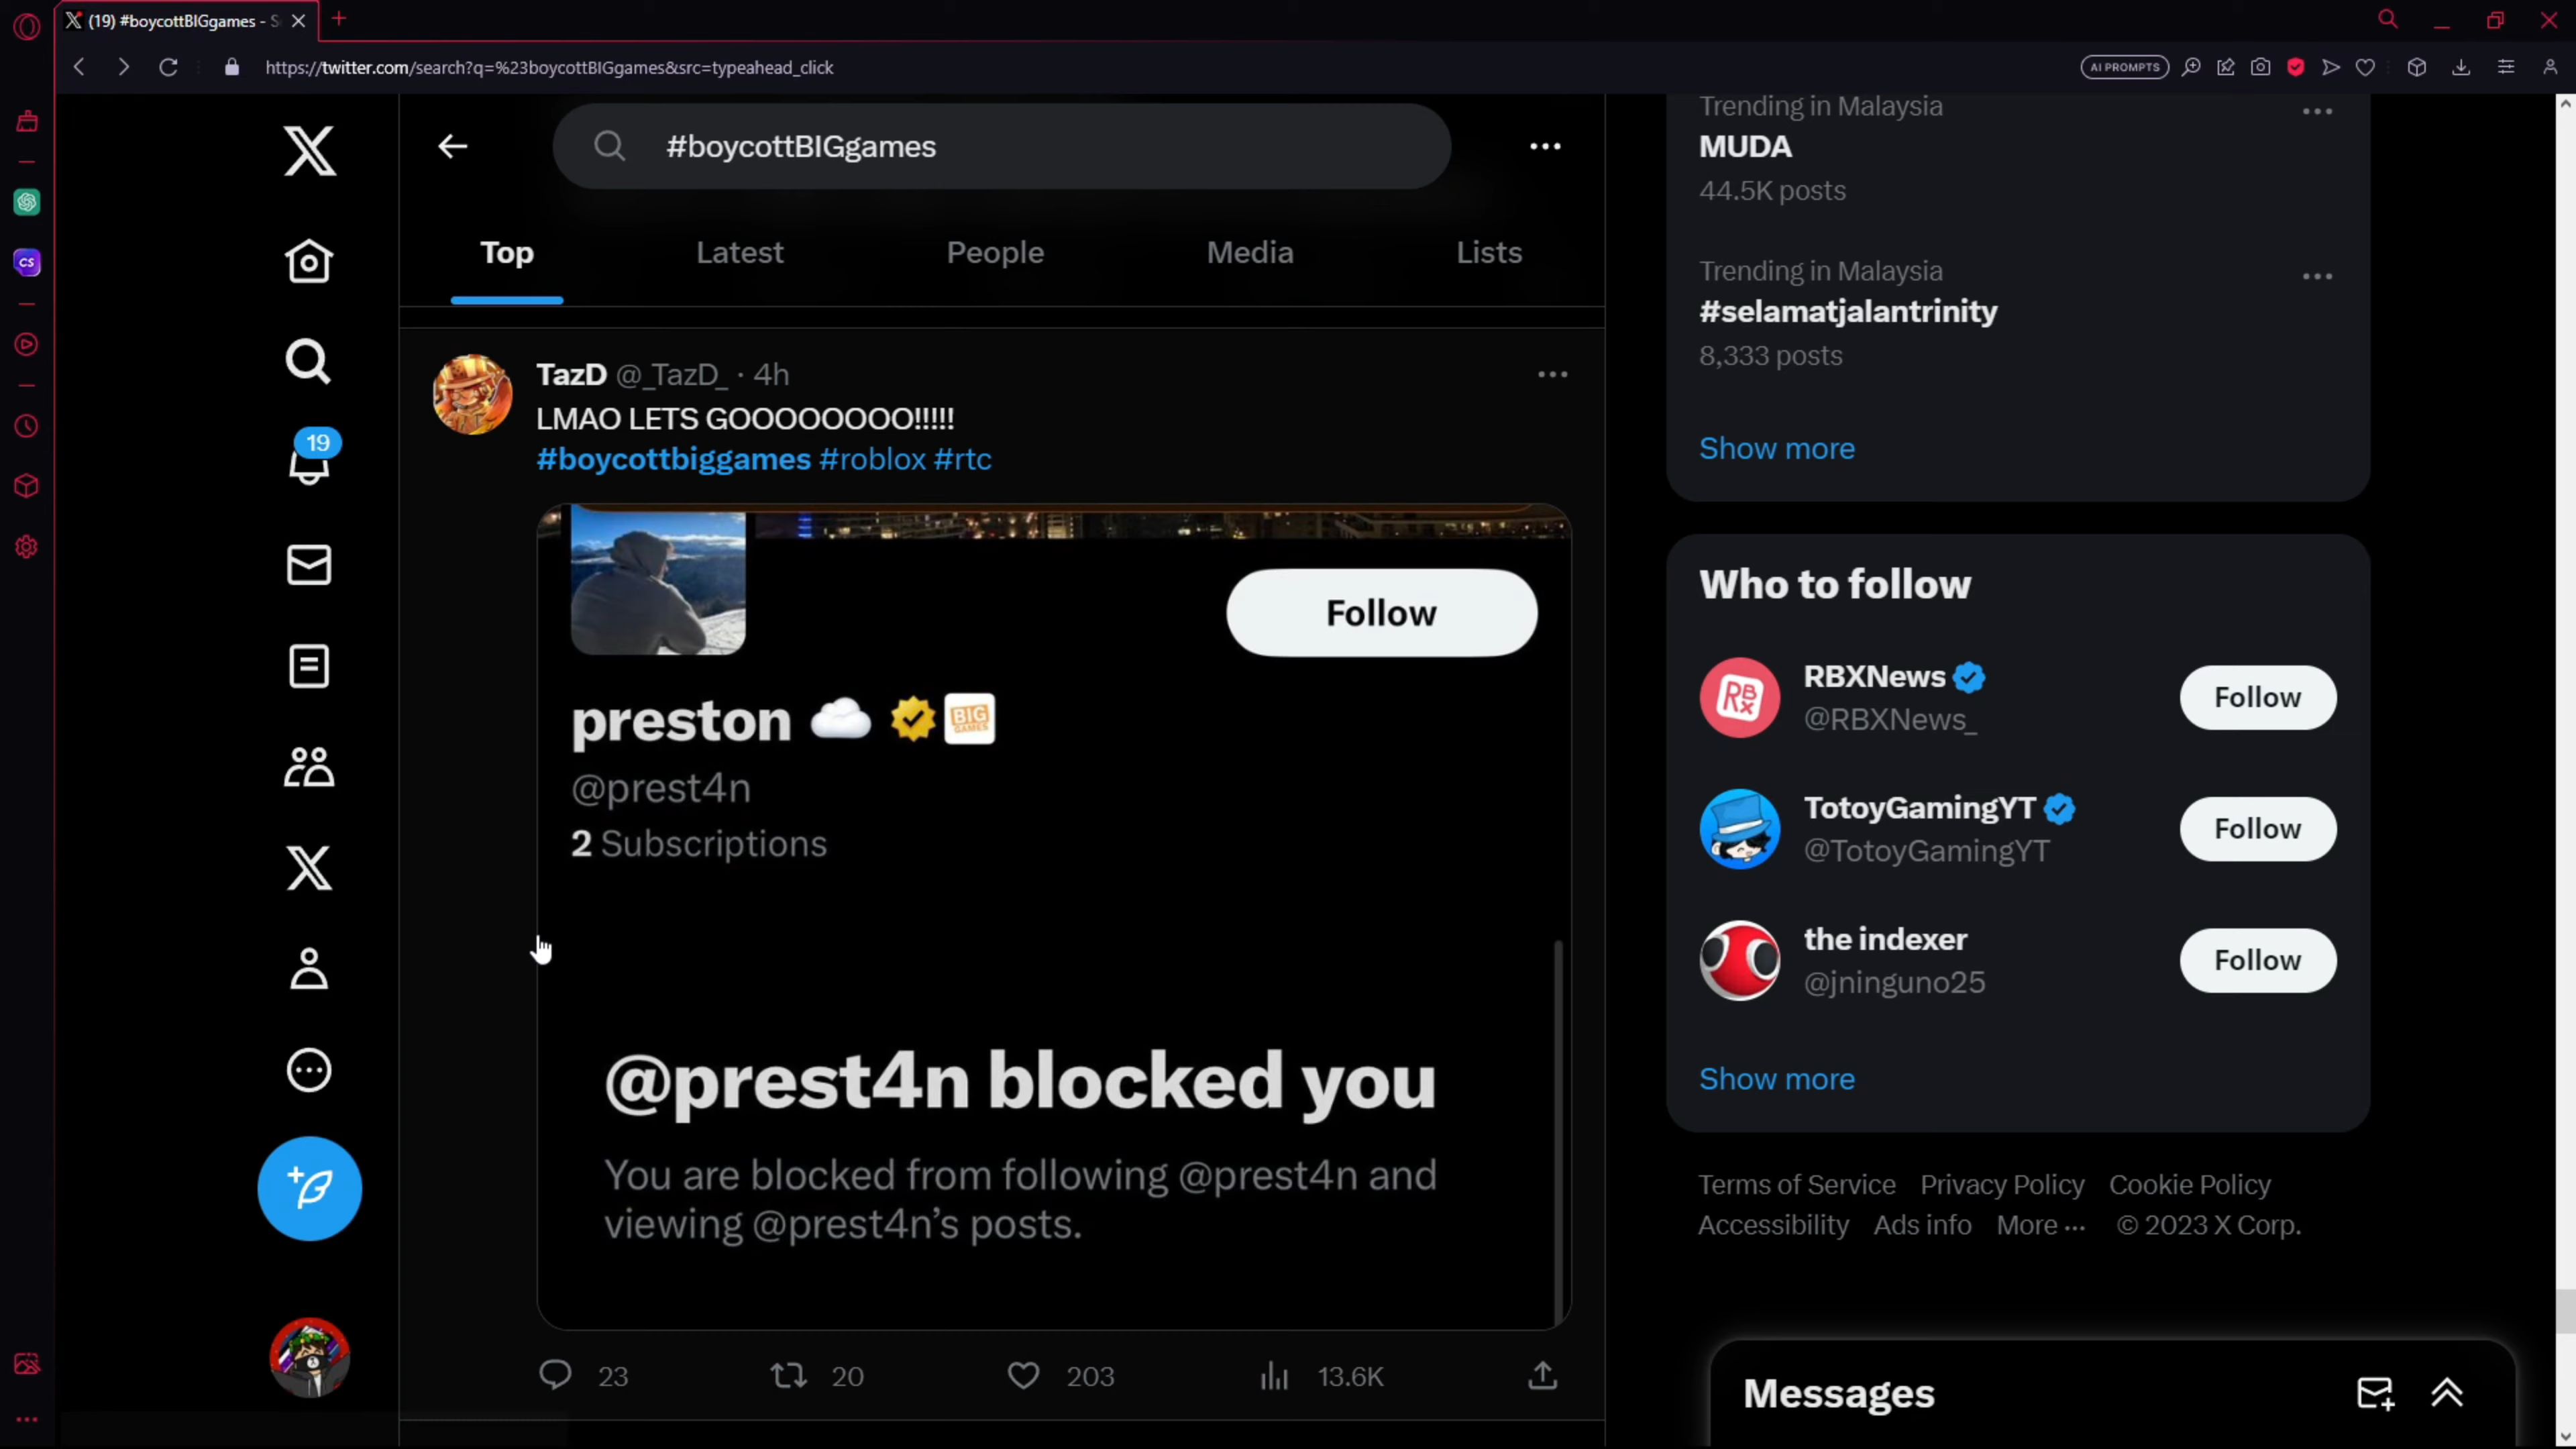 (19) #boycottBIGgames - S
https://twitter.com/search?q=%23boycottBIGgames&src=typeahead_click
AI PROMPTS
CS
#boycottBIGgames
Top
Latest
People
Media
Lists
19
TazD @_TazD_ · 4h
LMAO LETS GOOOOOOOO!!!!!
#boycottbiggames #roblox #rtc
Follow
preston
BIG
GAMES
@prest4n
2 Subscriptions
@prest4n blocked you
You are blocked from following @prest4n and
viewing @prest4n's posts.
23
20
203
13.6K
Trending in Malaysia
MUDA
44.5K posts
Trending in Malaysia
#selamatjalantrinity
8,333 posts
Show more
Who to follow
RBXNews
@RBXNews_
Follow
TotoyGamingYT
@TotoyGamingYT
Follow
the indexer
@jninguno25
Follow
Show more
Terms of Service Privacy Policy Cookie Policy
Accessibility Ads info More ··· © 2023 X Corp.
Messages